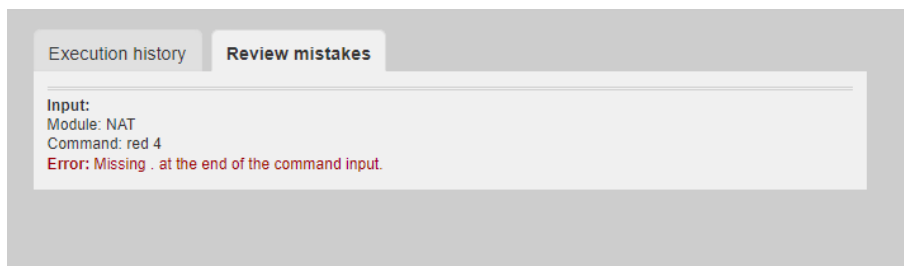 Execution history Review mistakes
Input:
Module: NAT
Command: red 4
Error: Missing . at the end of the command input.